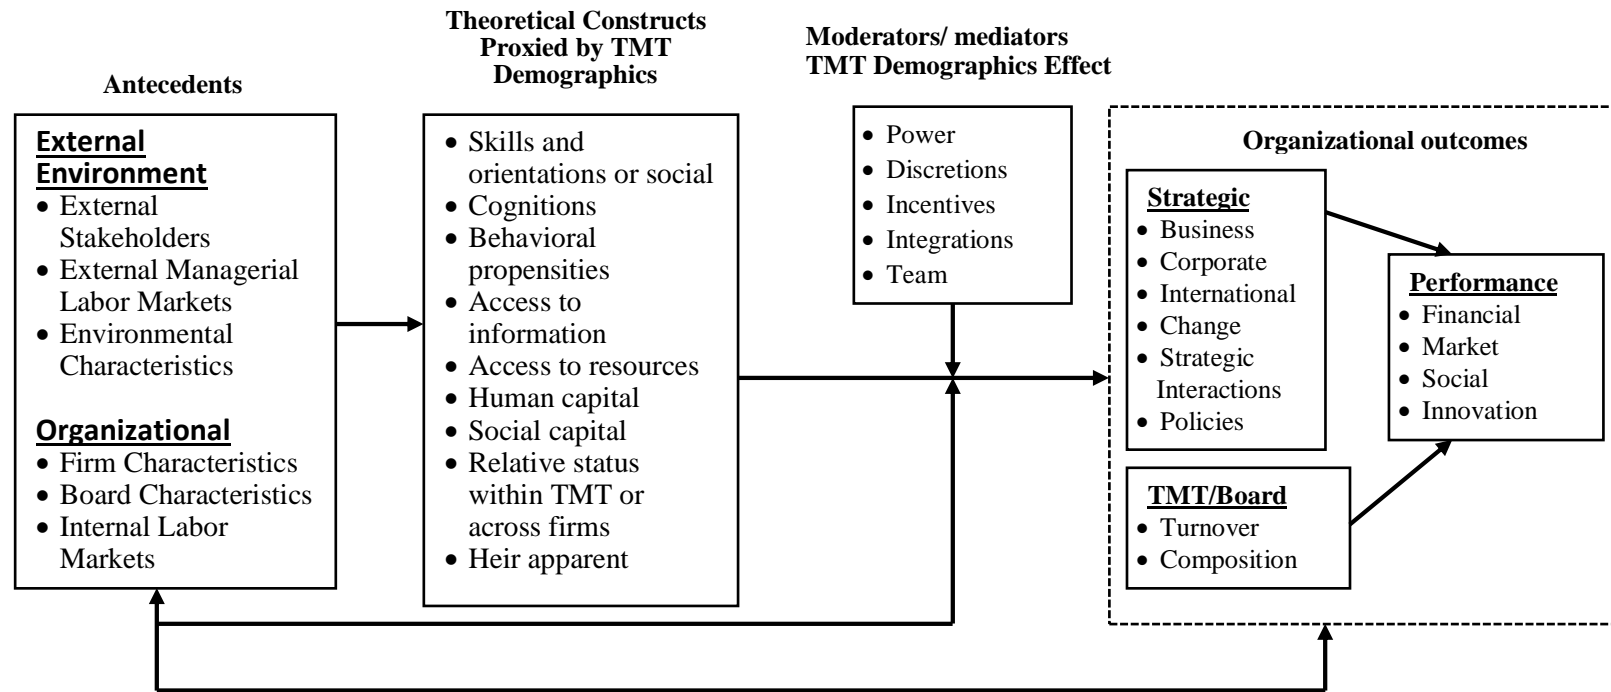 Antecedents
External
Environment
• External
Stakeholders
• External Managerial
Labor Markets
• Environmental
Characteristics
Organizational
• Firm Characteristics
• Board Characteristics
• Internal Labor
Markets
Theoretical Constructs
Proxied by TMT
Demographics
• Skills and
orientations or social
• Cognitions
• Behavioral
propensities
• Access to
information
• Access to resources
• Human capital
• Social capital
• Relative status
within TMT or
across firms
• Heir apparent
Moderators/ mediators
TMT Demographics Effect
• Power
• Discretions
• Incentives
• Integrations
• Team
Organizational outcomes
Strategic
• Business
• Corporate
• International
• Change
• Strategic
Interactions
• Policies
TMT/Board
• Turnover
• Composition
Performance
• Financial
• Market
• Social
• Innovation